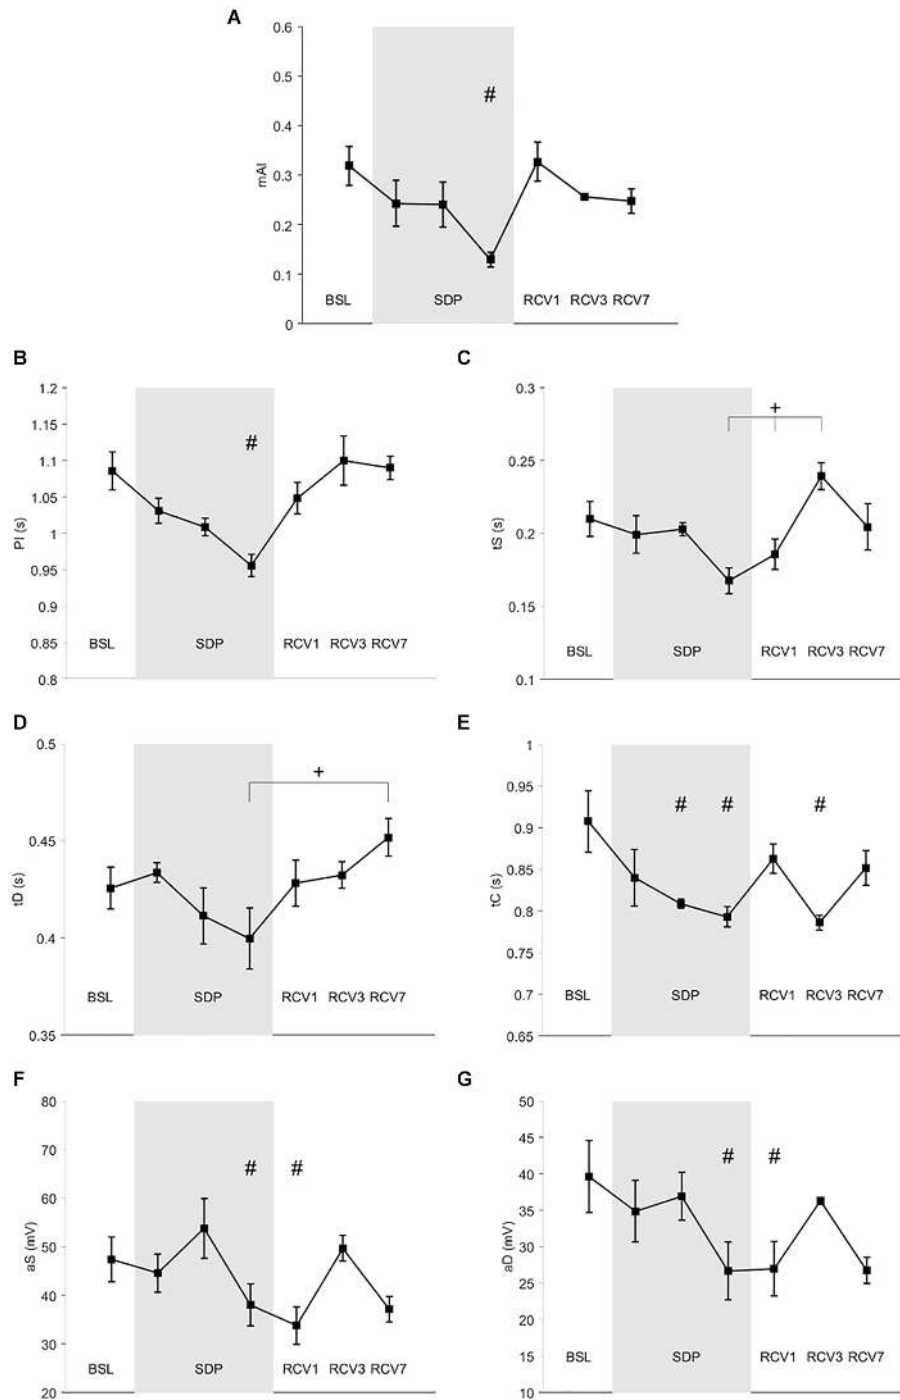 A
0.6
0.5
#
0.4
0.3
mAI
0.2
0.1
BSL SDP RCV1 RCV3 RCV7
0
B
1.2
1.15
#
1.1
1.05
PI (s)
1
0.95
0.9
0.85
BSL SDP RCV1 RCV3 RCV7
0.8
C
0.3
+
0.25
tS (s)
0.2
0.15
BSL SDP RCV1 RCV3 RCV7
0.1
D
0.5
+
0.45
tD (s)
0.4
BSL SDP RCV1 RCV3 RCV7
0.35
E
1
0.95
# # #
0.9
0.85
tC (s)
0.8
0.75
0.7
BSL SDP RCV1 RCV3 RCV7
0.65
F
80
70
# #
60
50
aS (mV)
40
30
BSL SDP RCV1 RCV3 RCV7
20
G
50
45
# #
40
35
30
aD (mV)
25
20
15
BSL SDP RCV1 RCV3 RCV7
10